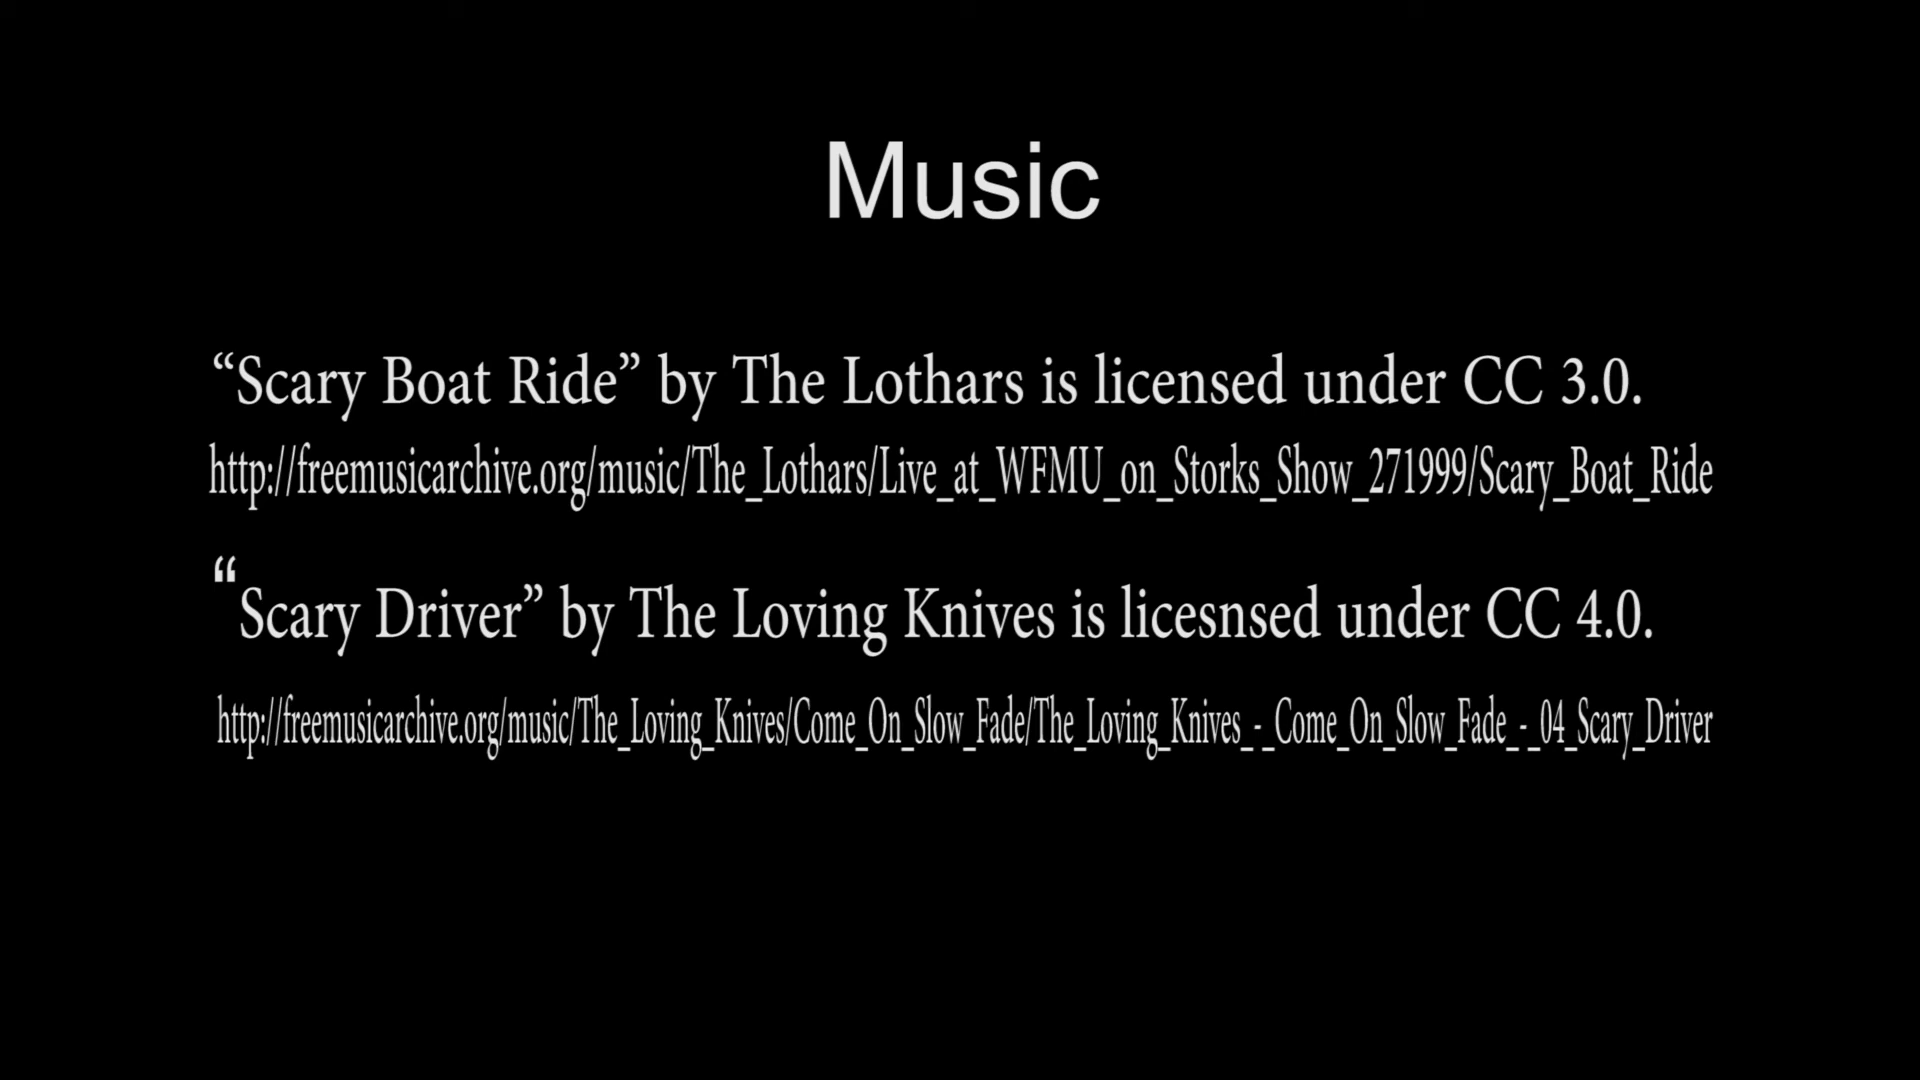 Music
“Scary Boat Ride” by The Lothars is licensed under CC 3.0.
http://freemusicarchive.org/music/The_Lothars/Live_at_WFMU_on_Storks_Show_271999/Scary_Boat_Ride
“Scary Driver” by The Loving Knives is licesnsed under CC 4.0.
http://freemusicarchive.org/music/The_Loving_Knives/Come_On_Slow_Fade/The_Loving_Knives_-_Come_On_Slow_Fade_-_04_Scary_Driver